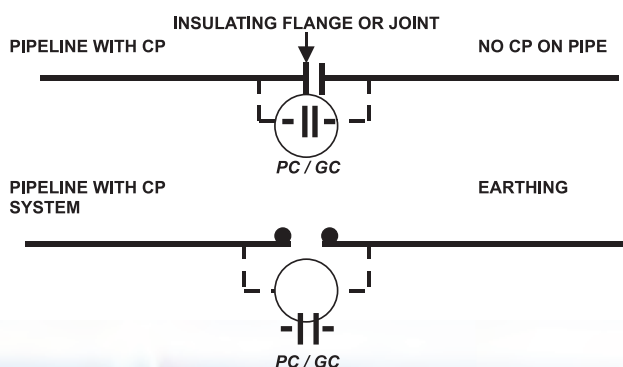 INSULATING FLANGE OR JOINT
PIPELINE WITH CP
NO CP ON PIPE
PC / GC
PIPELINE WITH CP
SYSTEM
EARTHING
PC / GC